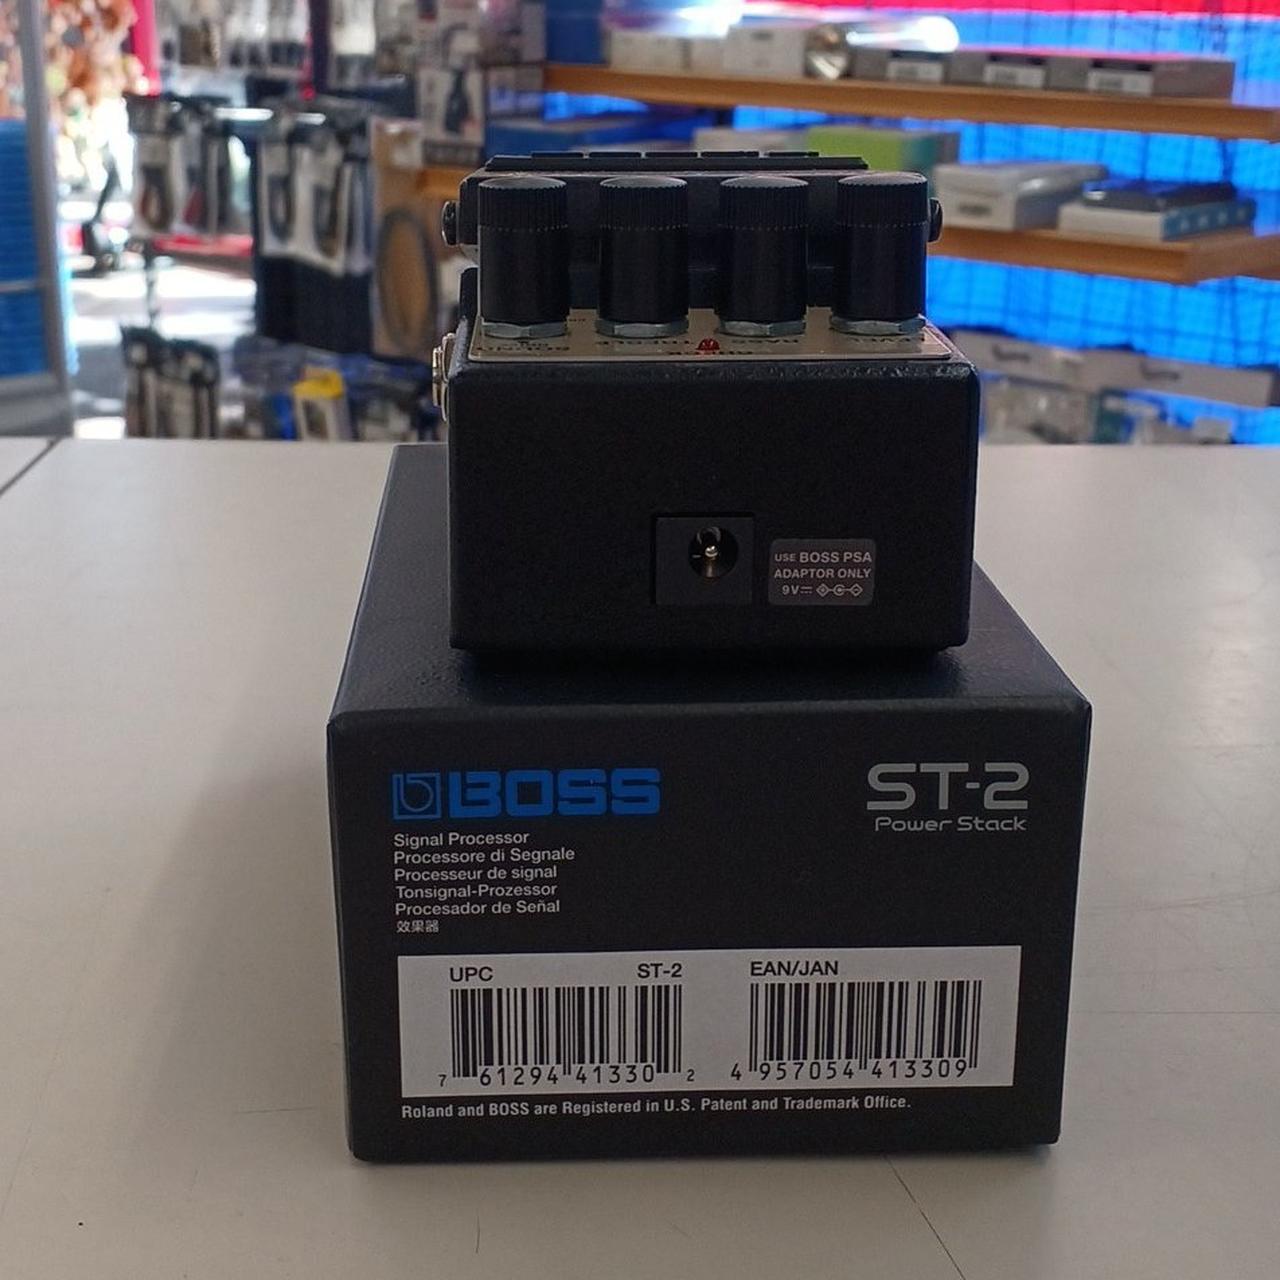 USE BOSS PSA
ADAPTOR ONLY
9V
BOSS
ST-2
Power Stack
Signal Processor
Processore di Segnale
Processeur de signal
Tonsignal-Prozessor
Procesador de Señal
效果器
UPC ST-2
EAN/JAN
7 61294 41330 2
4 957054 413309
Roland and BOSS are Registered in U.S. Patent and Trademark Office.